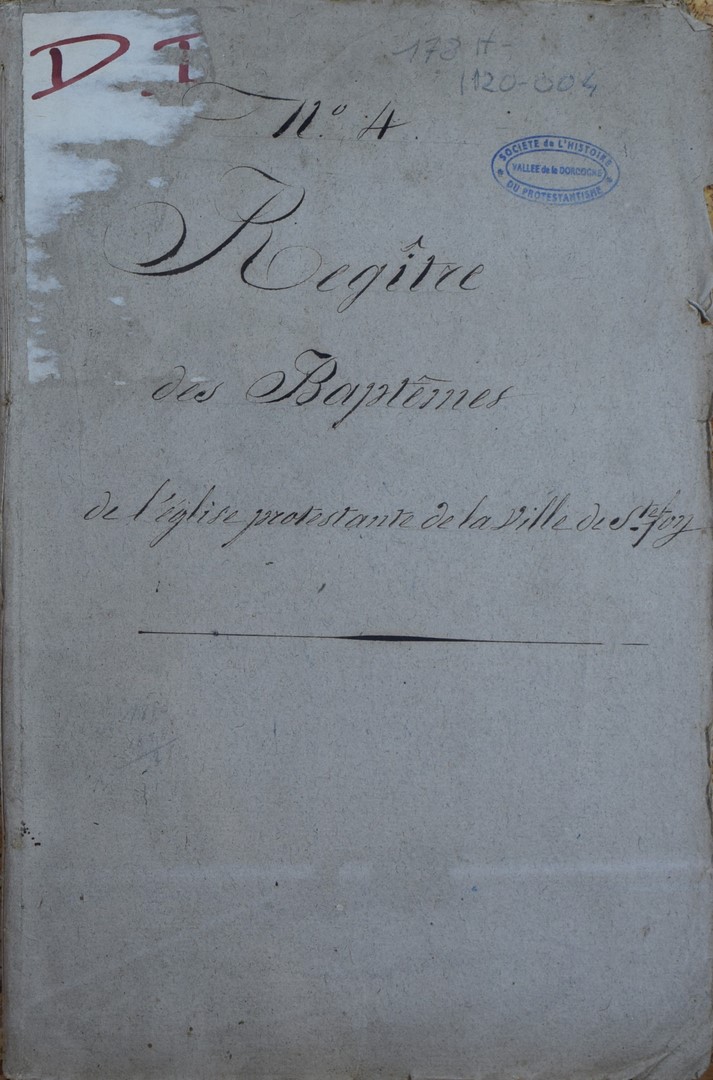 D I
178 H-
1120-004
N.º 4.
SOCIÉTÉ de L'HISTOIRE
VALLEE de la DORDOGNE
DU PROTESTANTISME
Regître
des Baptêmes
de l'église protestante de la Ville de S.te foy